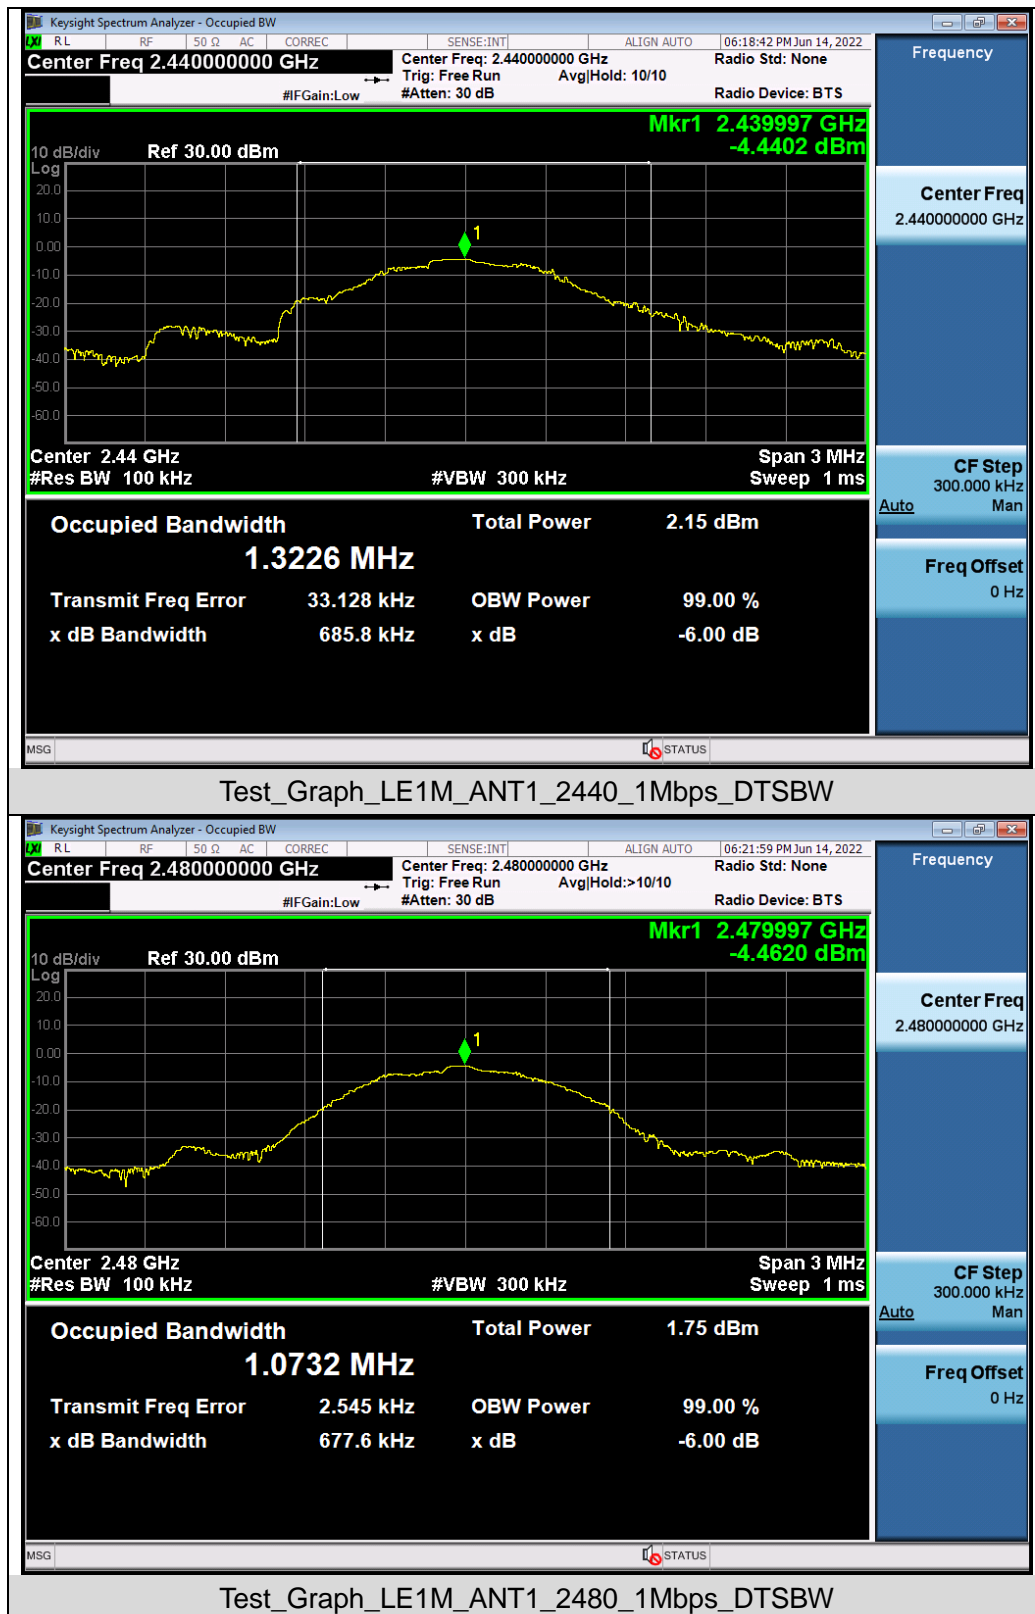 Keysight Spectrum Analyzer - Occupied BW
LXI RL RF 50 Ω AC CORREC SENSE:INT ALIGN AUTO 06:18:42 PM Jun 14, 2022
Center Freq 2.440000000 GHz
Center Freq: 2.440000000 GHz
Radio Std: None
Trig: Free Run Avg|Hold: 10/10
#IFGain:Low
#Atten: 30 dB
Radio Device: BTS
Frequency
Mkr1 2.439997 GHz
-4.4402 dBm
10 dB/div Ref 30.00 dBm
Log
20.0
10.0
0.00
-10.0
-20.0
-30.0
-40.0
-50.0
-60.0
1
Center 2.44 GHz Span 3 MHz
#Res BW 100 kHz #VBW 300 kHz Sweep 1 ms
Center Freq
2.440000000 GHz
CF Step
300.000 kHz
Auto Man
Freq Offset
0 Hz
Occupied Bandwidth Total Power 2.15 dBm
1.3226 MHz
Transmit Freq Error 33.128 kHz OBW Power 99.00 %
x dB Bandwidth 685.8 kHz x dB -6.00 dB
MSG STATUS
Test_Graph_LE1M_ANT1_2440_1Mbps_DTSBW
Keysight Spectrum Analyzer - Occupied BW
LXI RL RF 50 Ω AC CORREC SENSE:INT ALIGN AUTO 06:21:59 PM Jun 14, 2022
Center Freq 2.480000000 GHz
Center Freq: 2.480000000 GHz
Radio Std: None
Trig: Free Run Avg|Hold:>10/10
#IFGain:Low
#Atten: 30 dB
Radio Device: BTS
Frequency
Mkr1 2.479997 GHz
-4.4620 dBm
10 dB/div Ref 30.00 dBm
Log
20.0
10.0
0.00
-10.0
-20.0
-30.0
-40.0
-50.0
-60.0
1
Center 2.48 GHz Span 3 MHz
#Res BW 100 kHz #VBW 300 kHz Sweep 1 ms
Center Freq
2.480000000 GHz
CF Step
300.000 kHz
Auto Man
Freq Offset
0 Hz
Occupied Bandwidth Total Power 1.75 dBm
1.0732 MHz
Transmit Freq Error 2.545 kHz OBW Power 99.00 %
x dB Bandwidth 677.6 kHz x dB -6.00 dB
MSG STATUS
Test_Graph_LE1M_ANT1_2480_1Mbps_DTSBW